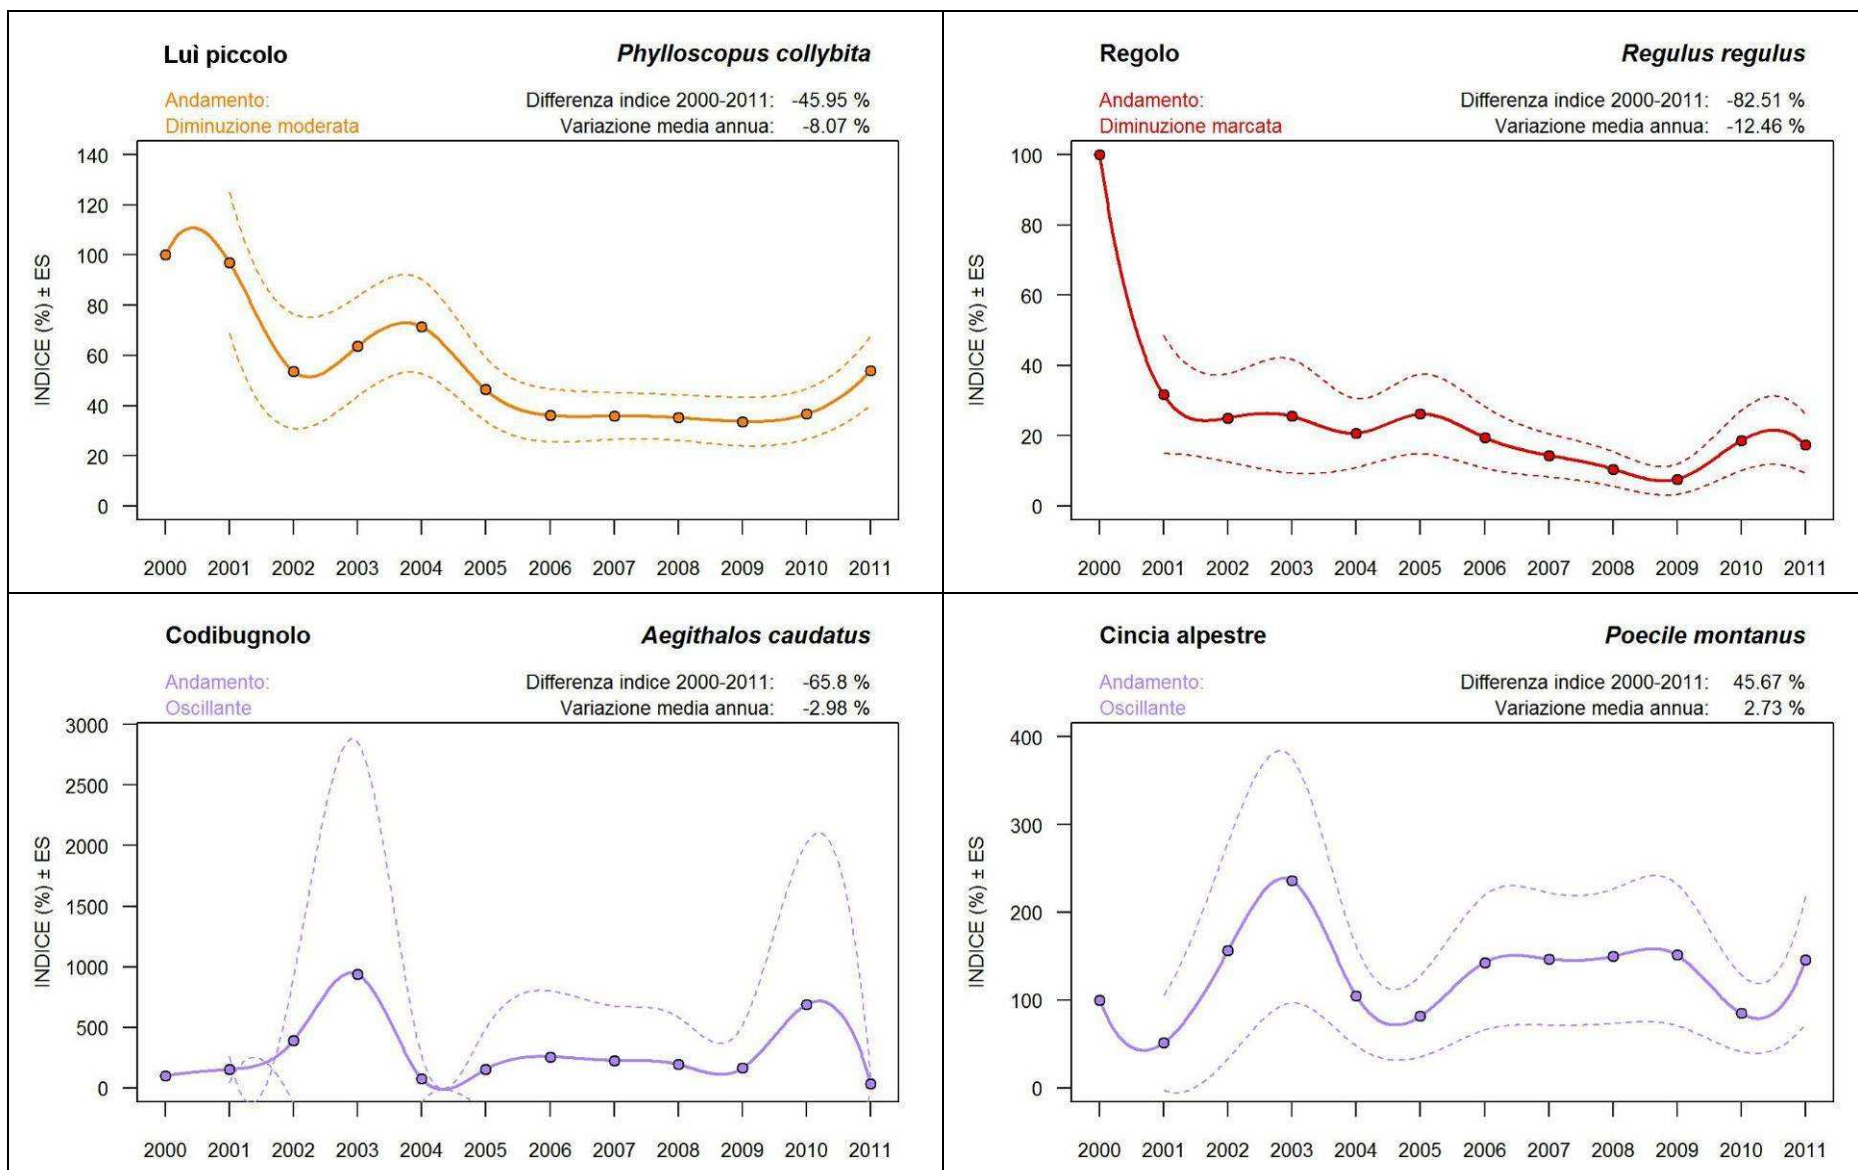 Luì piccolo Phylloscopus collybita
Andamento: Differenza indice 2000-2011: -45.95 %
Diminuzione moderata Variazione media annua: -8.07 %
140
120
100
80
60
40
20
0
INDICE (%) ± ES
2000 2001 2002 2003 2004 2005 2006 2007 2008 2009 2010 2011
Regolo Regulus regulus
Andamento: Differenza indice 2000-2011: -82.51 %
Diminuzione marcata Variazione media annua: -12.46 %
100
80
60
40
20
0
INDICE (%) ± ES
2000 2001 2002 2003 2004 2005 2006 2007 2008 2009 2010 2011
Codibugnolo Aegithalos caudatus
Andamento: Differenza indice 2000-2011: -65.8 %
Oscillante Variazione media annua: -2.98 %
3000
2500
2000
1500
1000
500
0
INDICE (%) ± ES
2000 2001 2002 2003 2004 2005 2006 2007 2008 2009 2010 2011
Cincia alpestre Poecile montanus
Andamento: Differenza indice 2000-2011: 45.67 %
Oscillante Variazione media annua: 2.73 %
400
300
200
100
0
INDICE (%) ± ES
2000 2001 2002 2003 2004 2005 2006 2007 2008 2009 2010 2011